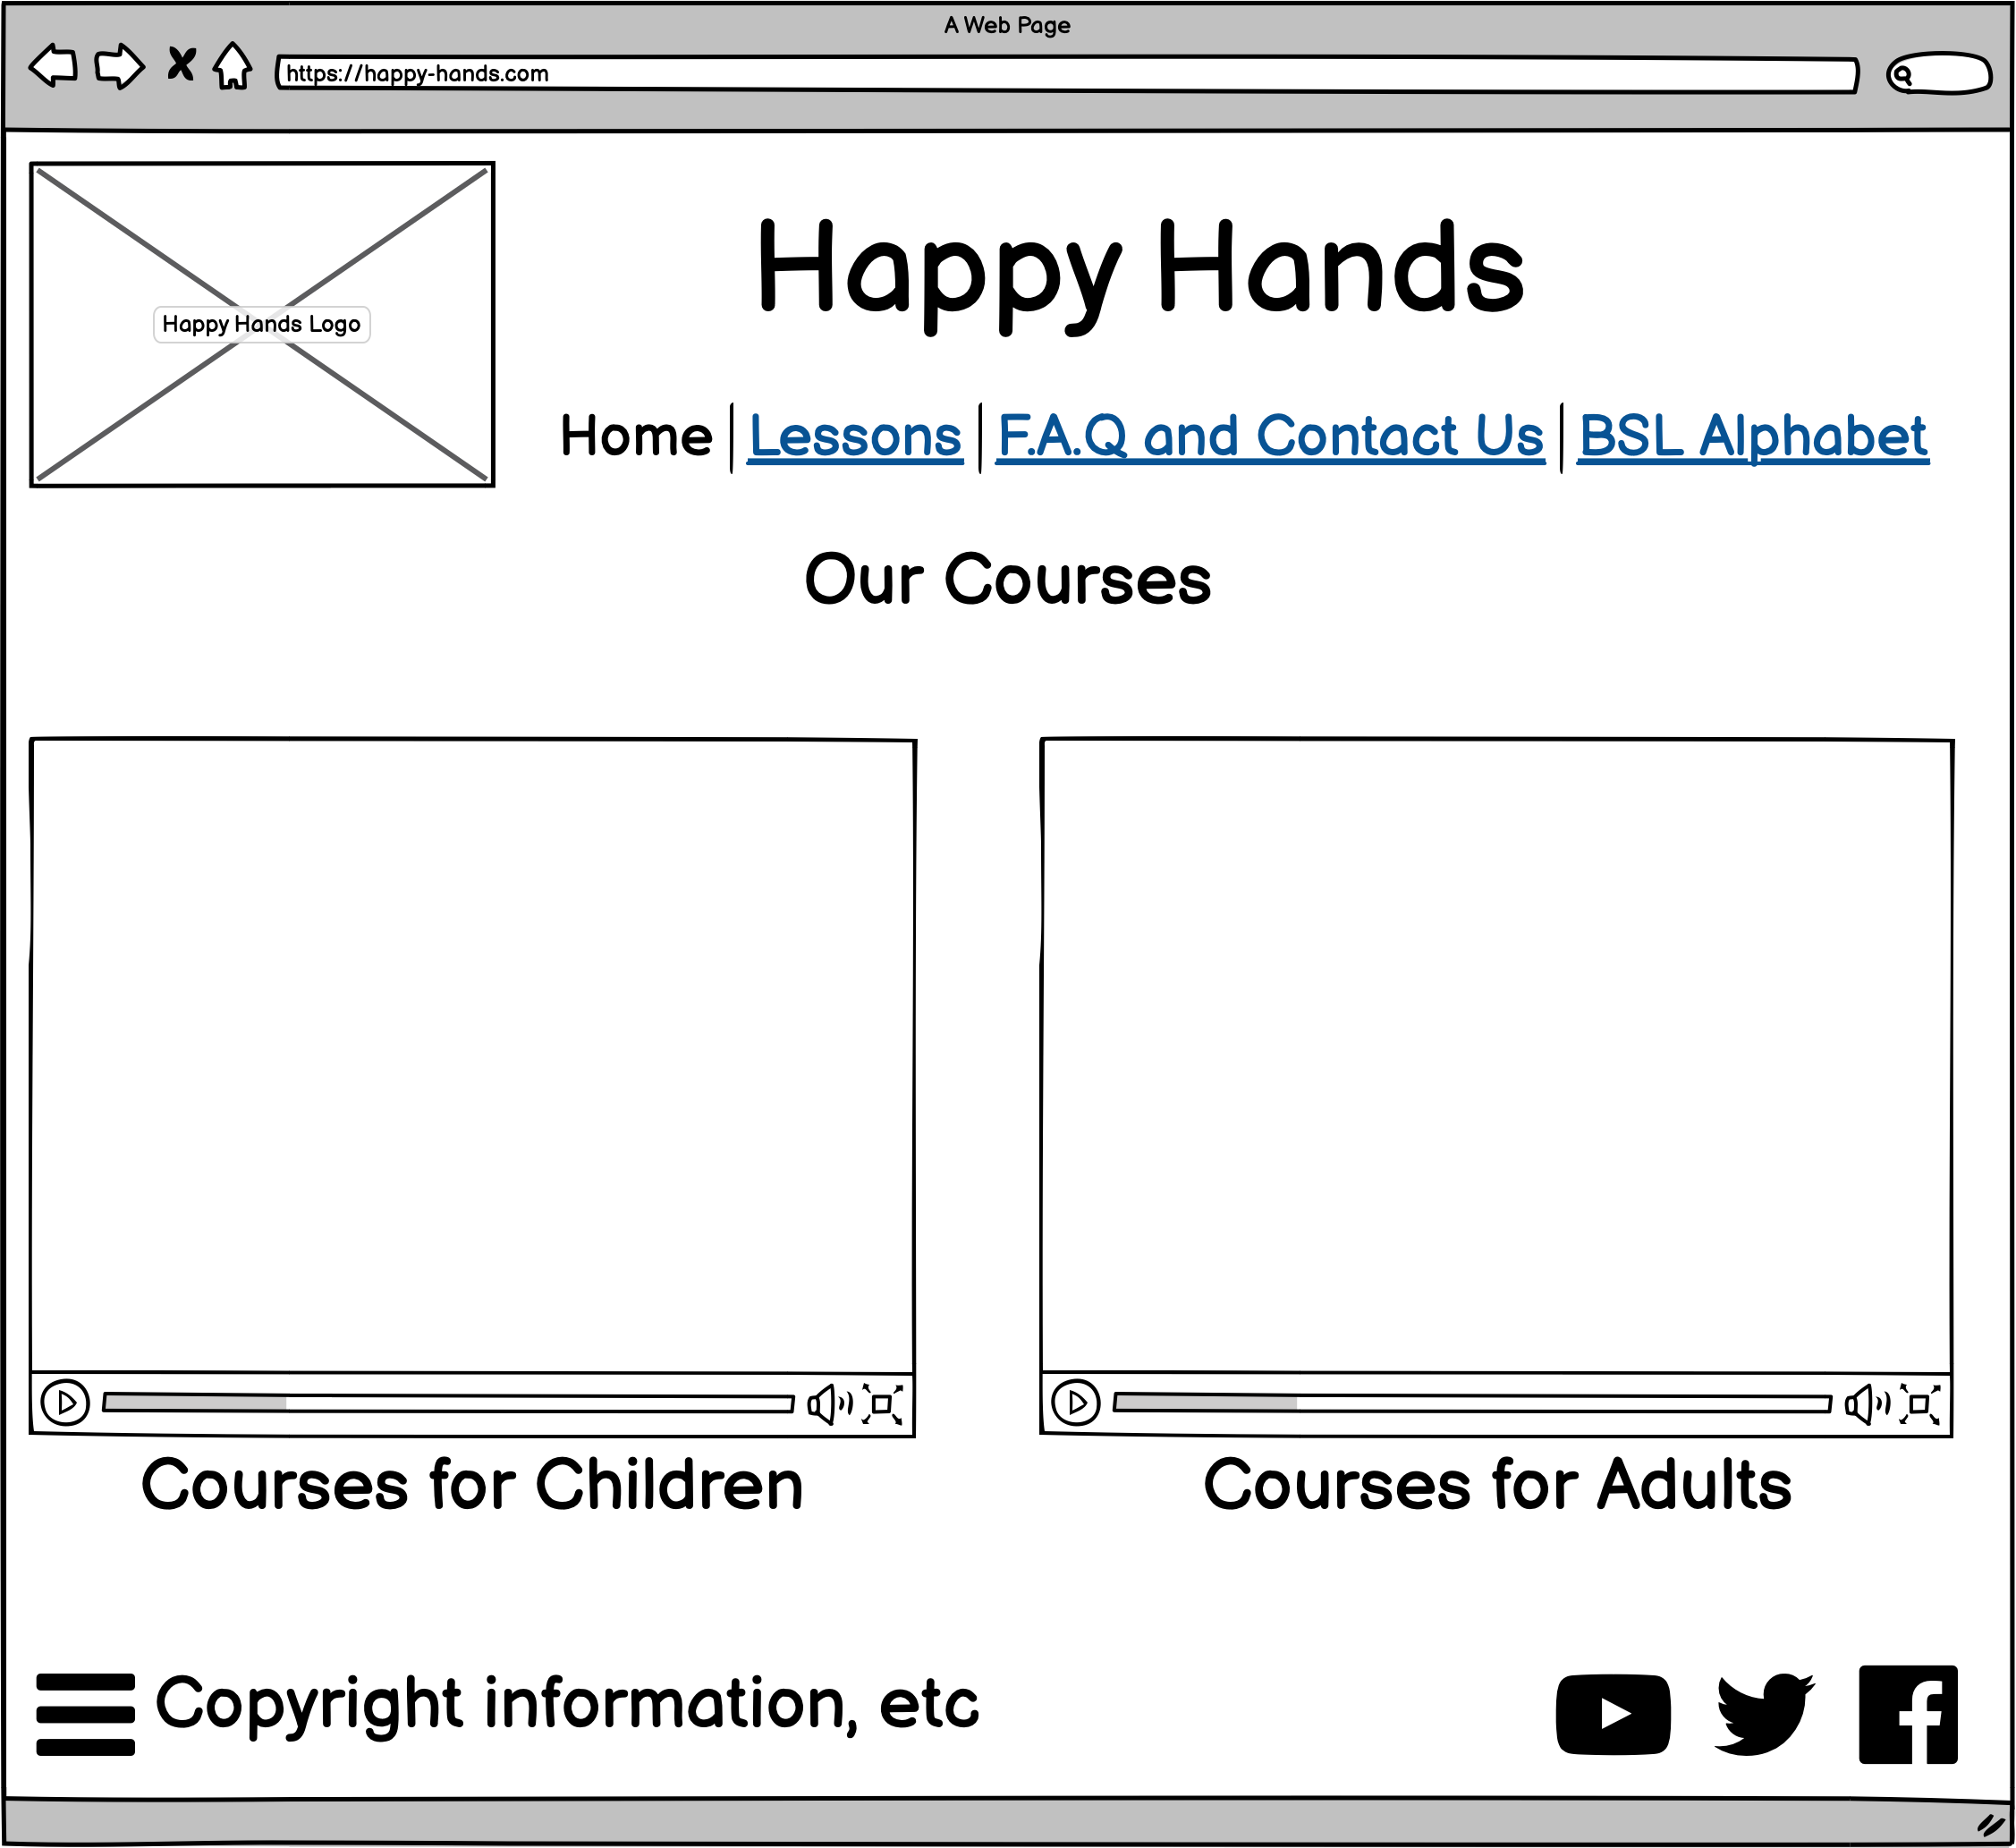 A Web Page
https://happy-hands.com
Happy Hands Logo
Happy Hands
Home | Lessons | F.A.Q and Contact Us | BSL Alphabet
Our Courses
Courses for Children
Courses for Adults
Copyright information, etc